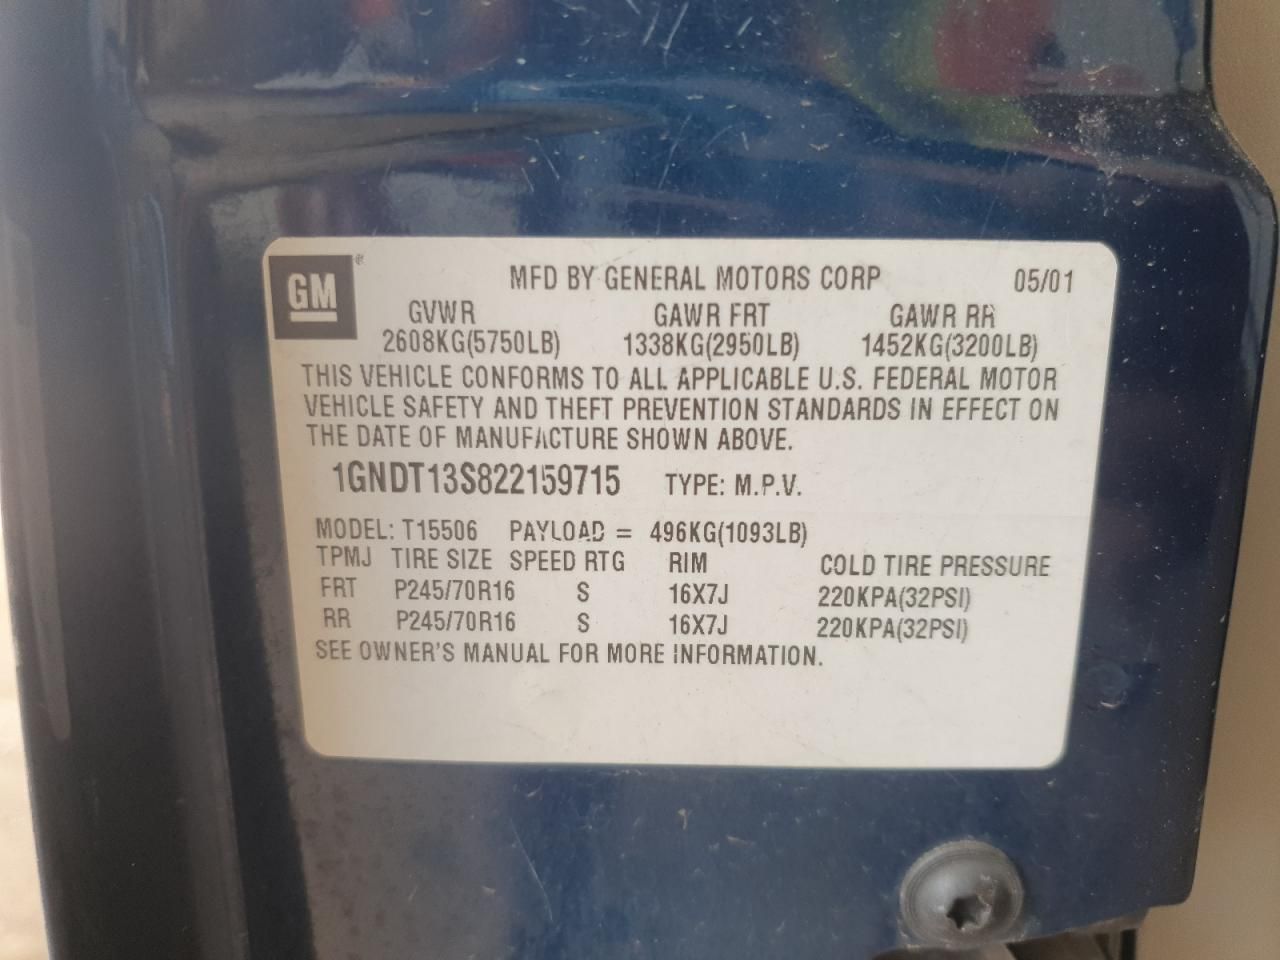 GM®
MFD BY GENERAL MOTORS CORP 05/01
GVWR GAWR FRT GAWR RR
2608KG(5750LB) 1338KG(2950LB) 1452KG(3200LB)
THIS VEHICLE CONFORMS TO ALL APPLICABLE U.S. FEDERAL MOTOR
VEHICLE SAFETY AND THEFT PREVENTION STANDARDS IN EFFECT ON
THE DATE OF MANUFACTURE SHOWN ABOVE.
1GNDT13S822159715 TYPE: M.P.V.
MODEL: T15506 PAYLOAD = 496KG(1093LB)
TPMJ TIRE SIZE SPEED RTG RIM COLD TIRE PRESSURE
FRT P245/70R16 S 16X7J 220KPA(32PSI)
RR P245/70R16 S 16X7J 220KPA(32PSI)
SEE OWNER'S MANUAL FOR MORE INFORMATION.